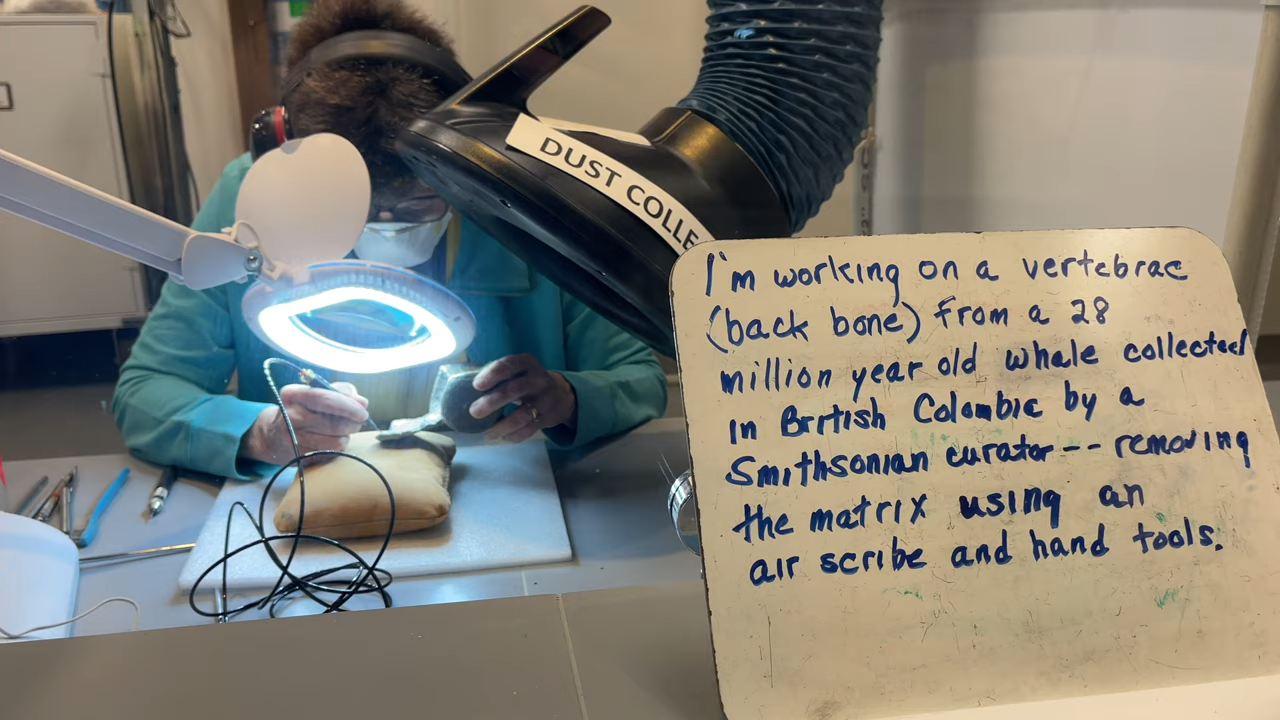 DUST COLLE
I'm working on a vertebrae
(back bone) from a 28
million year old whale collected
in British Colombia by a
Smithsonian curator -- removing
the matrix using an
air scribe and hand tools.